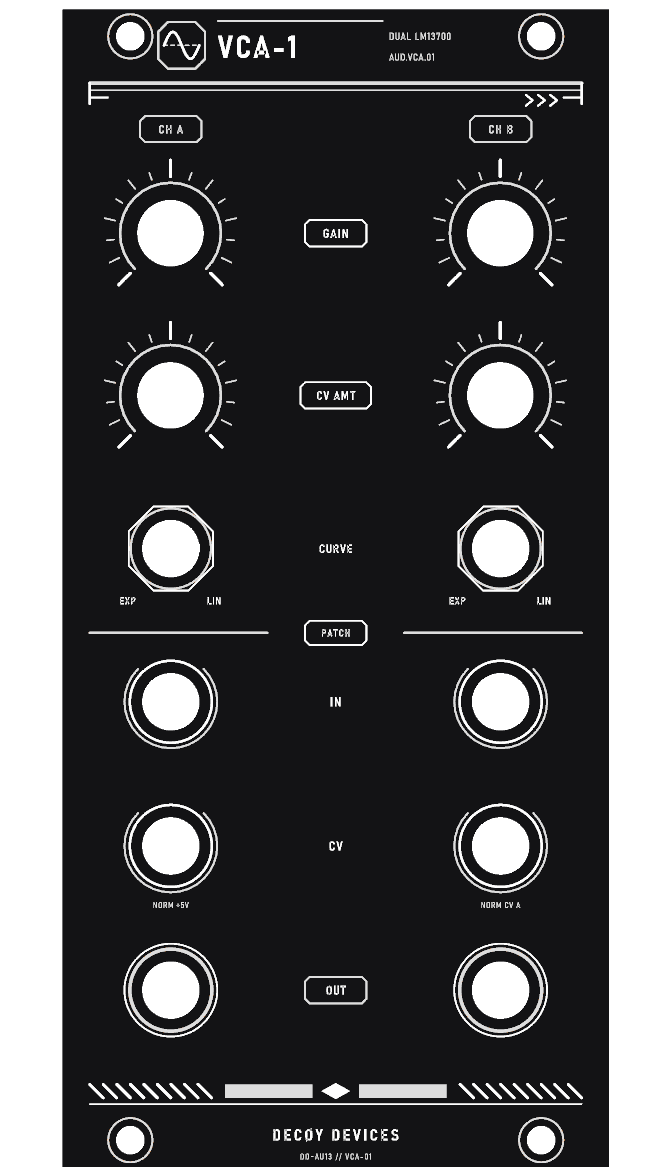 VCA-1
DUAL LM13700
AUD.VCA.01
CH A
CH B
GAIN
CV AMT
CURVE
EXP
LIN
EXP
LIN
PATCH
IN
CV
NORM +5V
NORM CV A
OUT
DECOY DEVICES
DD-AU13 // VCA-01